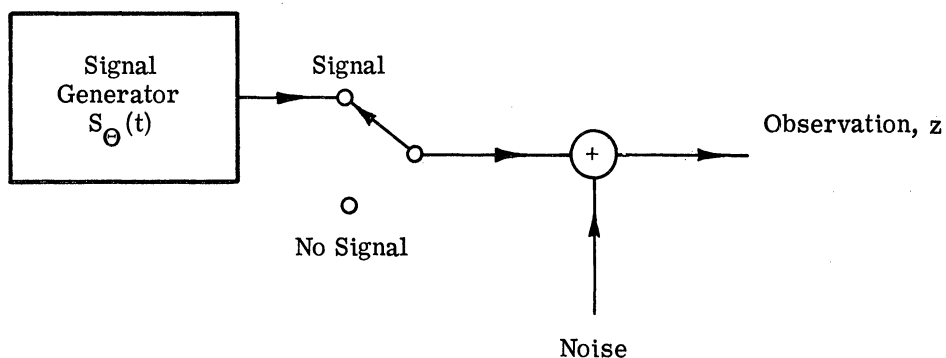 Signal
Generator
S_Θ(t)
Signal
No Signal
+
Observation, z
Noise